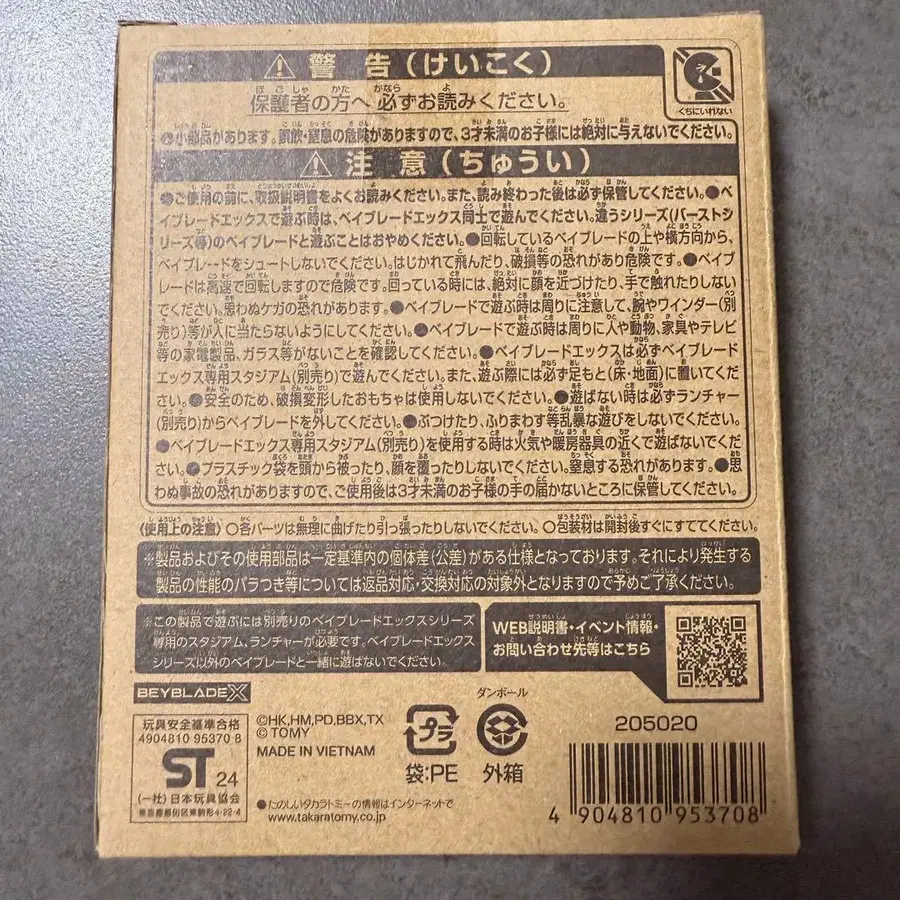 警告（けいこく）
保護者の方へ 必ずお読みください。
くちにいれない
●小部品があります。誤飲・窒息の危険がありますので、3才未満のお子様には絶対に与えないでください。
注意（ちゅうい）
●ご使用の前に、取扱説明書をよくお読みください。また、読み終わった後は必ず保管してください。●ベ
イブレードエックスで遊ぶ時は、ベイブレードエックス同士で遊んでください。違うシリーズ（バーストシ
リーズ等）のベイブレードと遊ぶことはおやめください。●回転しているベイブレードの上や横方向から、
ベイブレードをシュートしないでください。はじかれて飛んだり、破損等の恐れがあり危険です。●ベイブ
レードは高速で回転しますので危険です。回っている時には、絶対に顔を近づけたり、手で触れたりしない
でください。思わぬケガの恐れがあります。●ベイブレードで遊ぶ時は周りに注意して、腕やワインダー（別
売り）等が人に当たらないようにしてください。●ベイブレードで遊ぶ時は周りに人や動物、家具やテレビ
等の家電製品、ガラス等がないことを確認してください。●ベイブレードエックスは必ずベイブレード
エックス専用スタジアム（別売り）で遊んでください。また、遊ぶ際には必ず足もと（床・地面）に置いてくだ
さい。●安全のため、破損変形したおもちゃは使用しないでください。●遊ばない時は必ずランチャー
（別売り）からベイブレードを外してください。●ぶつけたり、ふりまわす等乱暴な遊びをしないでください。
●ベイブレードエックス専用スタジアム（別売り）を使用する時は火気や暖房器具の近くで遊ばないでくだ
さい。●プラスチック袋を頭から被ったり、顔を覆ったりしないでください。窒息する恐れがあります。●思
わぬ事故の恐れがありますので、ご使用後は3才未満のお子様の手の届かないところに保管してください。
〈使用上の注意〉○各パーツは無理に曲げたり引っ張ったりしないでください。○包装材は開封後すぐにすててください。
※製品およびその使用部品は一定基準内の個体差（公差）がある仕様となっております。それにより発生する
製品の性能のバラつき等については返品対応・交換対応の対象外となりますので予めご了承ください。
※この製品で遊ぶには別売りのベイブレードエックスシリーズ
専用のスタジアム、ランチャーが必要です。ベイブレードエックス
シリーズ以外のベイブレードと一緒に遊ばないでください。
WEB説明書・イベント情報・
お問い合わせ先等はこちら
BEYBLADE X
玩具安全基準合格
4904810 95370 8
ST 24
（一社）日本玩具協会
東京都墨田区東駒形4-22-4
©HK,HM,PD,BBX,TX
© TOMY
MADE IN VIETNAM
プラ
袋：PE
ダンボール
外箱
●たのしいタカラトミーの情報はインターネットで
www.takaratomy.co.jp
205020
4 904810 953708